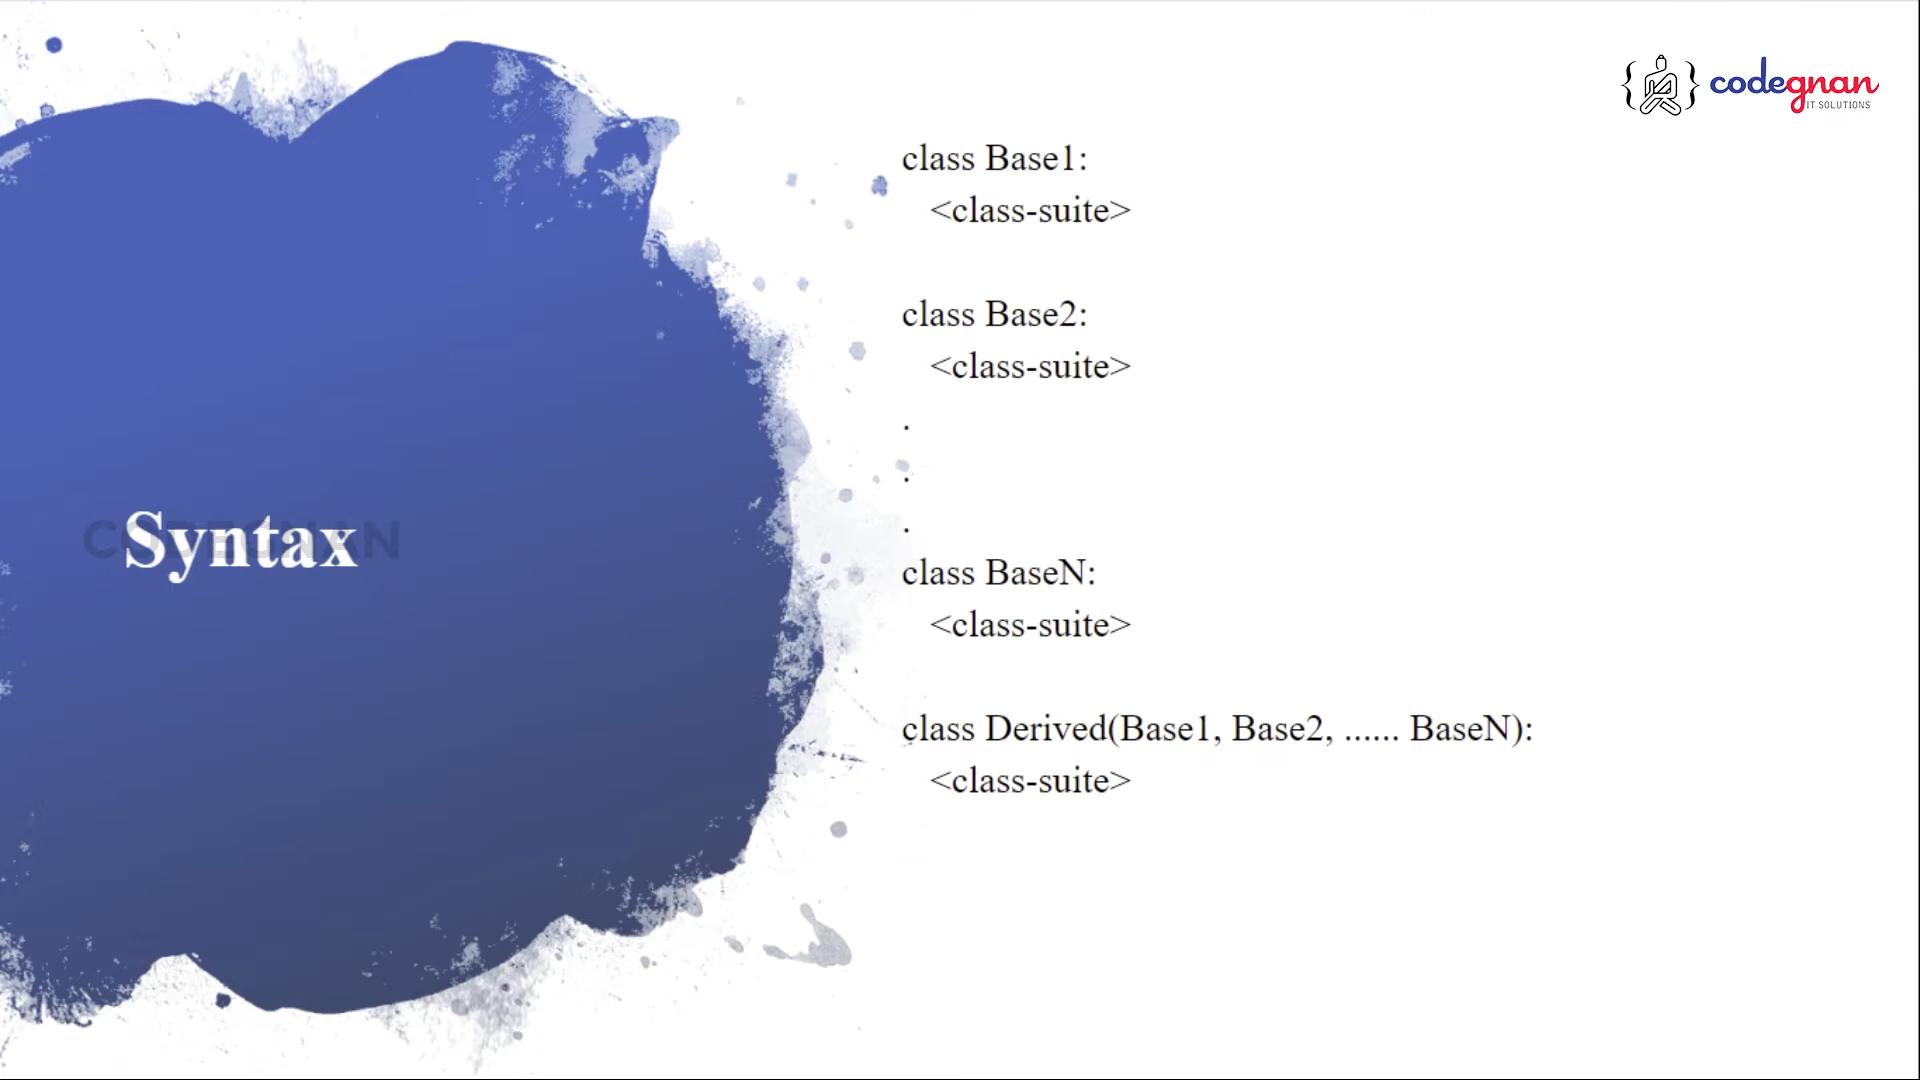 codegnan
IT SOLUTIONS
class Base1:
<class-suite>
class Base2:
<class-suite>
.
.
.
class BaseN:
<class-suite>
class Derived(Base1, Base2, ...... BaseN):
<class-suite>
Syntax
CODEGNAN